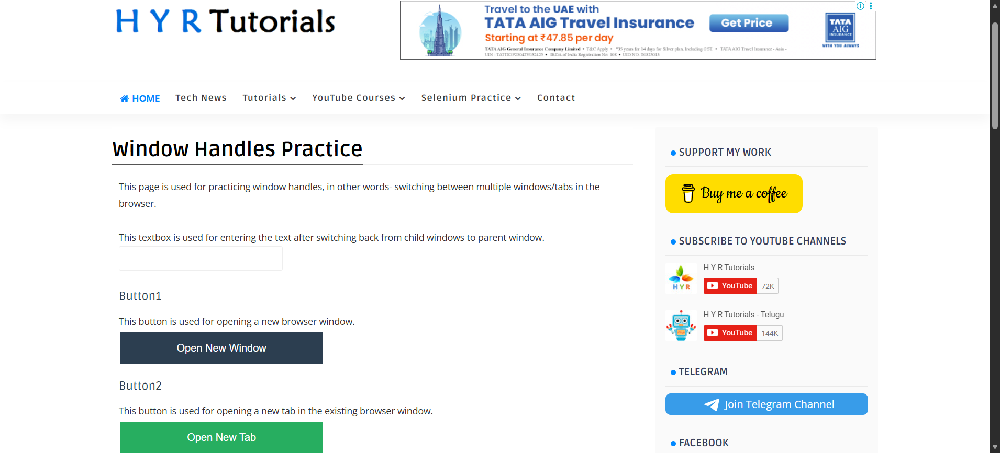 H Y R Tutorials
Travel to the UAE with
TATA AIG Travel Insurance
Starting at ₹47.85 per day
TATA AIG General Insurance Company Limited • T&C Apply • *35 years for 14 days for Silver plan, Including GST. • TATA AIG Travel Insurance - Asia -
UIN : TATTIOP25042V052425 • IRDA of India Registration No: 108 • UID NO. T0325013
Get Price
TATA
AIG
INSURANCE
WITH YOU ALWAYS
HOME
Tech News
Tutorials
YouTube Courses
Selenium Practice
Contact
Window Handles Practice
This page is used for practicing window handles, in other words- switching between multiple windows/tabs in the
browser.
This textbox is used for entering the text after switching back from child windows to parent window.
Button1
This button is used for opening a new browser window.
Open New Window
Button2
This button is used for opening a new tab in the existing browser window.
Open New Tab
SUPPORT MY WORK
Buy me a coffee
SUBSCRIBE TO YOUTUBE CHANNELS
H Y R Tutorials
HYR
YouTube 72K
H Y R Tutorials - Telugu
YouTube 144K
TELEGRAM
Join Telegram Channel
FACEBOOK